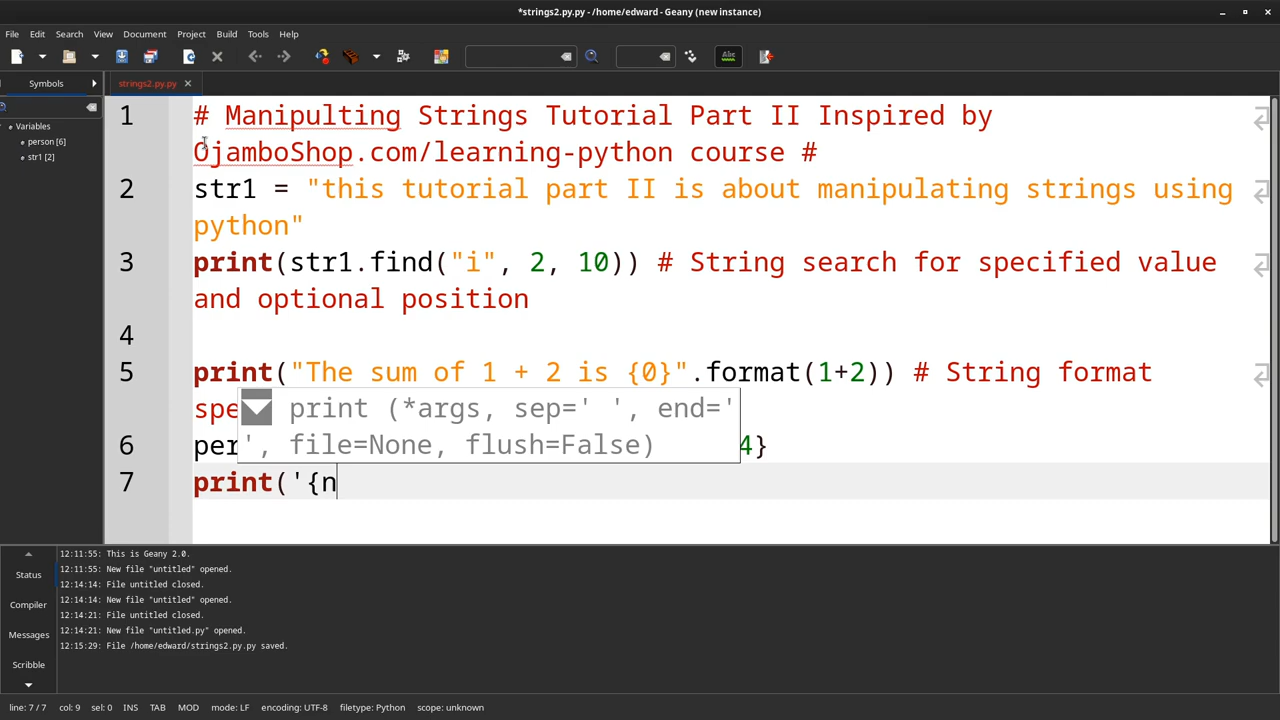 *strings2.py.py - /home/edward - Geany (new instance)
File Edit Search View Document Project Build Tools Help
Abc
Symbols
strings2.py.py
Variables
person [6]
str1 [2]
1 # Manipulting Strings Tutorial Part II Inspired by
OjamboShop.com/learning-python course #
2 str1 = "this tutorial part II is about manipulating strings using
python"
3 print(str1.find("i", 2, 10)) # String search for specified value
and optional position
4
5 print("The sum of 1 + 2 is {0}".format(1+2)) # String format
spe
print (*args, sep=' ', end='
', file=None, flush=False)
6 per 4}
7 print('{n
Status
Compiler
Messages
Scribble
12:11:55: This is Geany 2.0.
12:11:55: New file "untitled" opened.
12:14:14: File untitled closed.
12:14:14: New file "untitled" opened.
12:14:21: File untitled closed.
12:14:21: New file "untitled.py" opened.
12:15:29: File /home/edward/strings2.py.py saved.
line: 7 / 7 col: 9 sel: 0 INS TAB MOD mode: LF encoding: UTF-8 filetype: Python scope: unknown